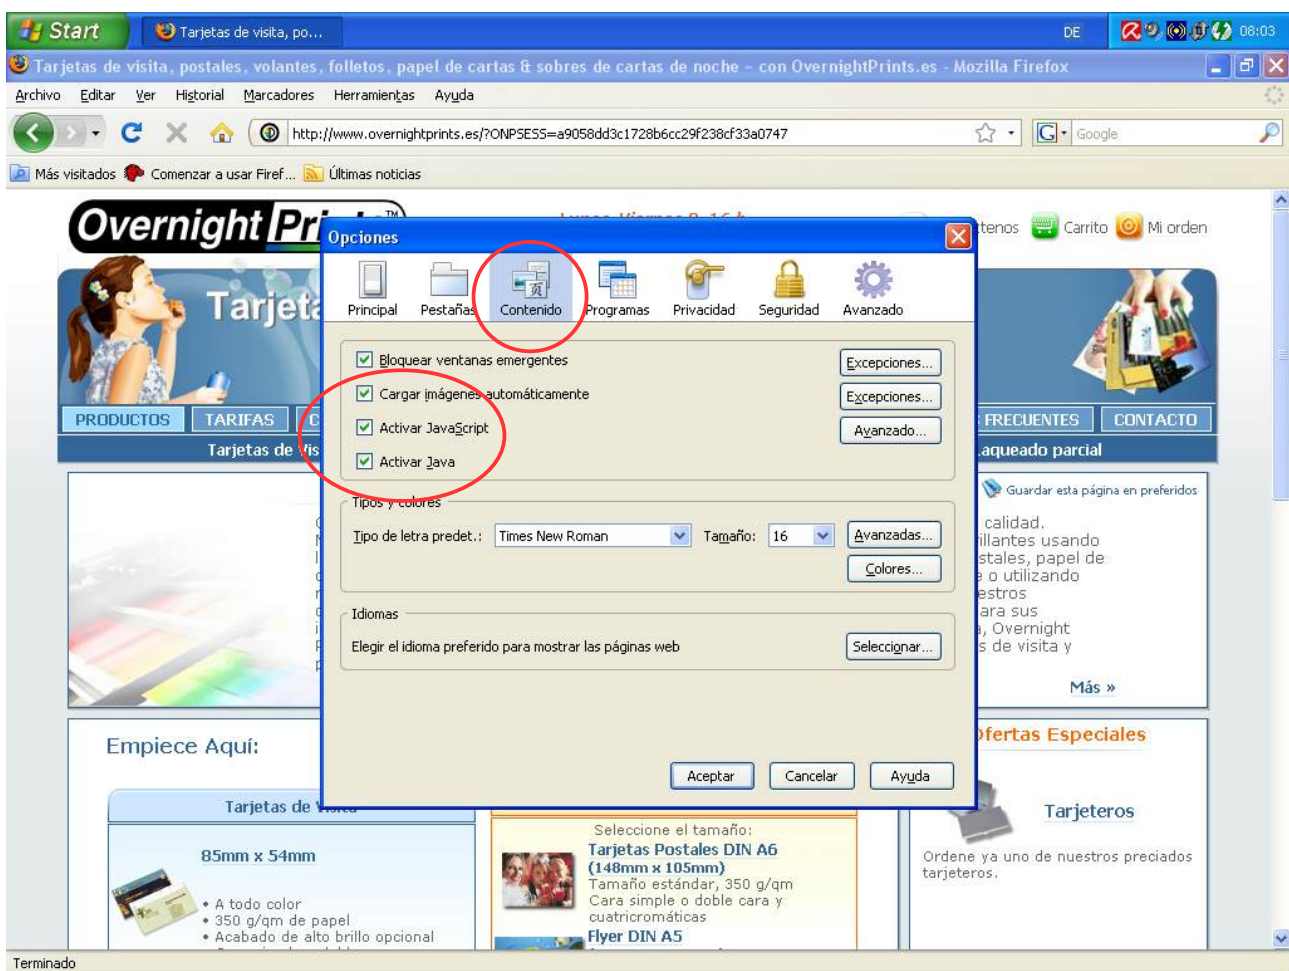 Start
Tarjetas de visita, po...
DE
08:03
Tarjetas de visita, postales, volantes, folletos, papel de cartas & sobres de cartas de noche - con OvernightPrints.es - Mozilla Firefox
Archivo Editar Ver Historial Marcadores Herramientas Ayuda
http://www.overnightprints.es/?ONPSESS=a9058dd3c1728b6cc29f238cf33a0747
Google
Más visitados Comenzar a usar Firef... Últimas noticias
Overnight
Carrito Mi orden
Opciones
Principal Pestañas Contenido Programas Privacidad Seguridad Avanzado
Bloquear ventanas emergentes Excepciones...
Cargar imágenes automáticamente Excepciones...
Activar JavaScript Avanzado...
Activar Java
PRODUCTOS TARIFAS FRECUENTES CONTACTO
Tarjetas de
parcial
Guardar esta página en preferidos
Tipos y colores
Tipo de letra predet.: Times New Roman Tamaño: 16 Avanzadas...
Colores...
Idiomas
Elegir el idioma preferido para mostrar las páginas web Seleccionar...
Aceptar Cancelar Ayuda
calidad.
usando
papel de
o utilizando
para sus
Overnight
de visita y
Más »
Empiece Aquí:
Especiales
Tarjetas de
85mm x 54mm
• A todo color
• 350 g/qm de papel
• Acabado de alto brillo opcional
Seleccione el tamaño:
Tarjetas Postales DIN A6
(148mm x 105mm)
Tamaño estándar, 350 g/qm
Cara simple o doble cara y
cuatricromáticas
Flyer DIN A5
Tarjeteros
Ordene ya uno de nuestros preciados
tarjeteros.
Terminado